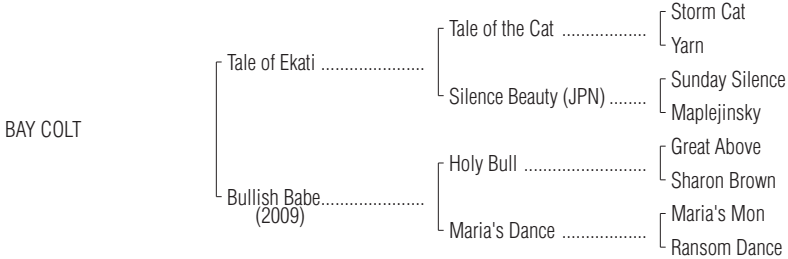 Storm Cat
Tale of the Cat ..................
Yarn
Tale of Ekati ......................
Sunday Silence
Silence Beauty (JPN) ........
Maplejinsky
BAY COLT
Great Above
Holy Bull ..........................
Sharon Brown
Bullish Babe......................
(2009)
Maria's Mon
Maria's Dance ..................
Ransom Dance